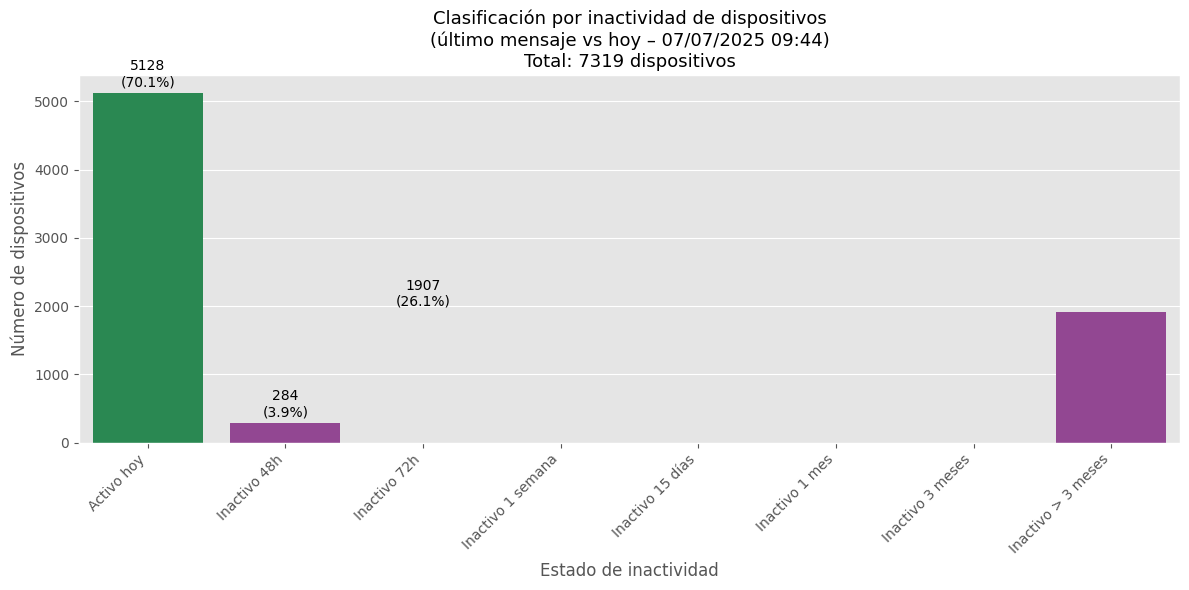 Clasificación por inactividad de dispositivos
(último mensaje vs hoy – 07/07/2025 09:44)
Total: 7319 dispositivos
5128
(70.1%)
284
(3.9%)
1907
(26.1%)
Número de dispositivos
5000
4000
3000
2000
1000
0
Activo hoy
Inactivo 48h
Inactivo 72h
Inactivo 1 semana
Inactivo 15 días
Inactivo 1 mes
Inactivo 3 meses
Inactivo > 3 meses
Estado de inactividad